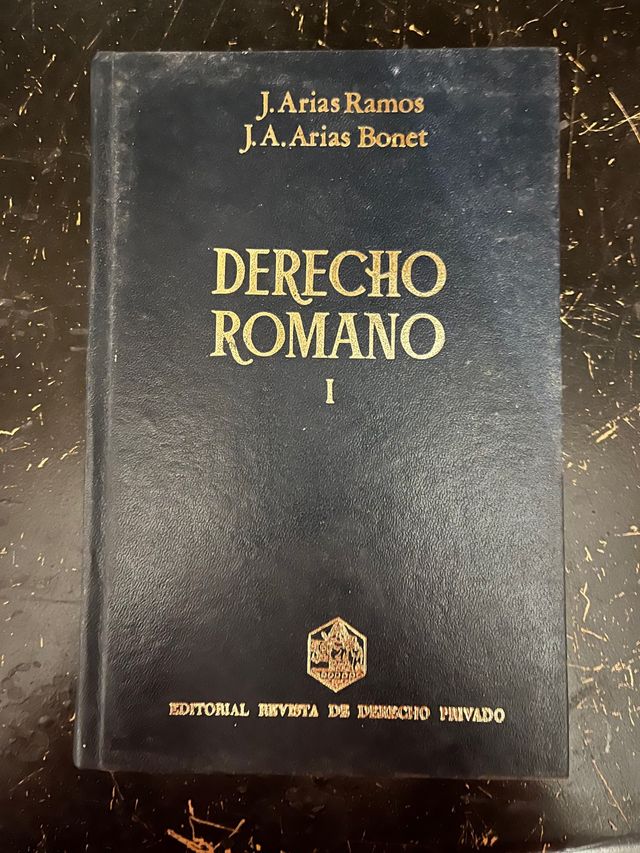 J. Arias Ramos
J. A. Arias Bonet
DERECHO
ROMANO
I
EDITORIAL REVISTA DE DERECHO PRIVADO